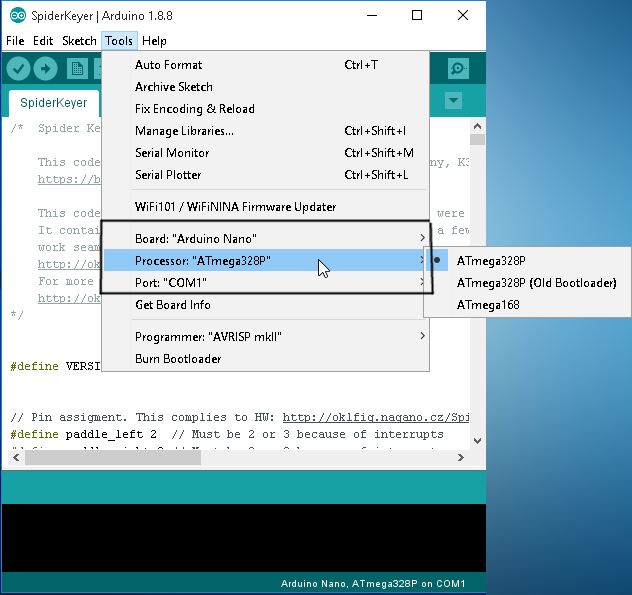 SpiderKeyer | Arduino 1.8.8
File Edit Sketch Tools Help
Auto Format Ctrl+T
Archive Sketch
Fix Encoding & Reload
Manage Libraries... Ctrl+Shift+I
Serial Monitor Ctrl+Shift+M
Serial Plotter Ctrl+Shift+L
WiFi101 / WiFiNINA Firmware Updater
Board: "Arduino Nano"
Processor: "ATmega328P"
Port: "COM1"
Get Board Info
Programmer: "AVRISP mkII"
Burn Bootloader
ATmega328P
ATmega328P (Old Bootloader)
ATmega168
SpiderKeyer
/* Spider Ke
This code ny, K3
https://b
This code were
It contai a few
work seam
http://ok
For more
http://ok
*/
#define VERSI
// Pin assigment. This complies to HW: http://ok1fig.nagano.cz/Spi
#define paddle_left 2 // Must be 2 or 3 because of interrupts
Arduino Nano, ATmega328P on COM1